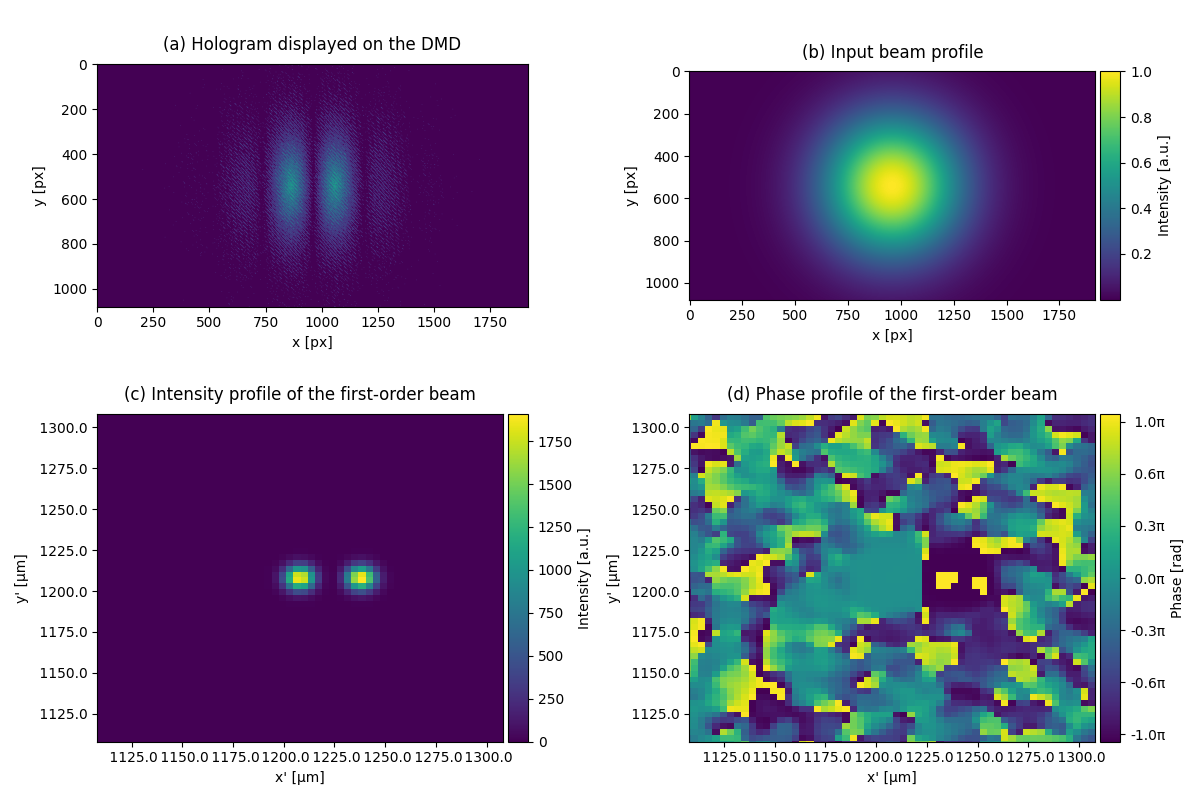 (a) Hologram displayed on the DMD
0
200
400
600
800
1000
y [px]
0 250 500 750 1000 1250 1500 1750
x [px]
(b) Input beam profile
0
200
400
600
800
1000
y [px]
0 250 500 750 1000 1250 1500 1750
x [px]
1.0
0.8
0.6
0.4
0.2
Intensity [a.u.]
(c) Intensity profile of the first-order beam
1300.0
1275.0
1250.0
1225.0
1200.0
1175.0
1150.0
1125.0
y' [µm]
1125.0 1150.0 1175.0 1200.0 1225.0 1250.0 1275.0 1300.0
x' [µm]
1750
1500
1250
1000
750
500
250
0
Intensity [a.u.]
(d) Phase profile of the first-order beam
1300.0
1275.0
1250.0
1225.0
1200.0
1175.0
1150.0
1125.0
y' [µm]
1125.0 1150.0 1175.0 1200.0 1225.0 1250.0 1275.0 1300.0
x' [µm]
1.0π
0.6π
0.3π
0.0π
-0.3π
-0.6π
-1.0π
Phase [rad]